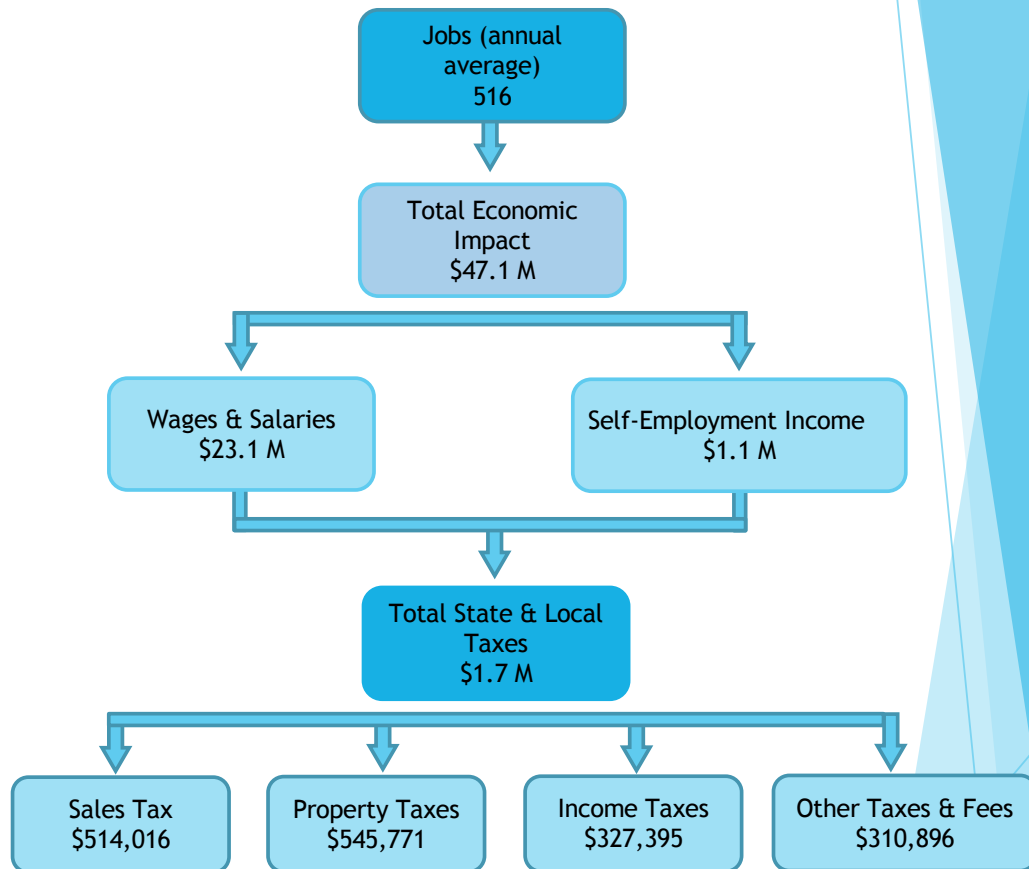 Jobs (annual
average)
516
Total Economic
Impact
$47.1 M
Wages & Salaries
$23.1 M
Self-Employment Income
$1.1 M
Total State & Local
Taxes
$1.7 M
Sales Tax
$514,016
Property Taxes
$545,771
Income Taxes
$327,395
Other Taxes & Fees
$310,896